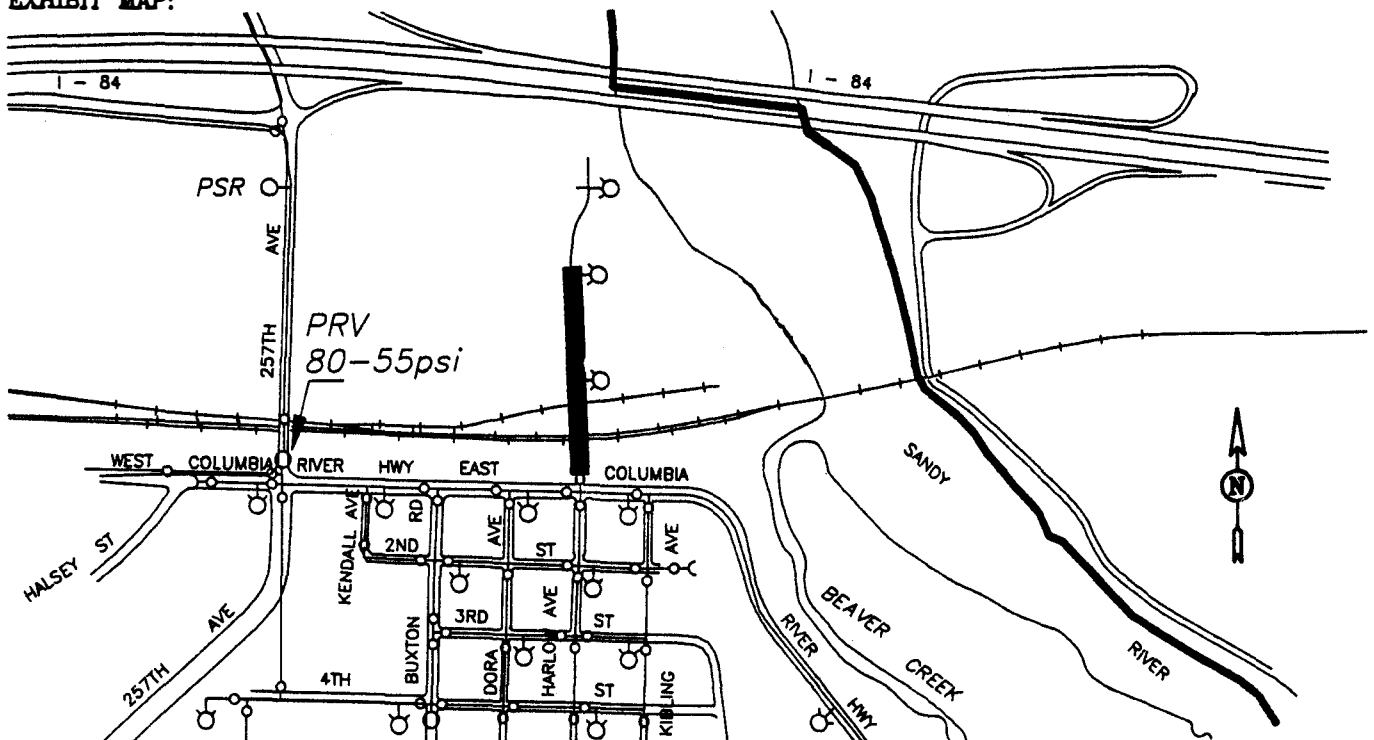 EXHIBIT MAP:
I - 84
I - 84
PSR
AVE
257TH
PRV
80-55psi
WEST COLUMBIA RIVER HWY EAST COLUMBIA
SANDY
N
HALSEY ST
KENDALL AVE
RD
AVE
AVE
2ND ST
AVE
3RD ST
BUXTON
DORA
HARLOW
KIBLING
4TH ST
257TH AVE
RIVER HWY
BEAVER CREEK
RIVER